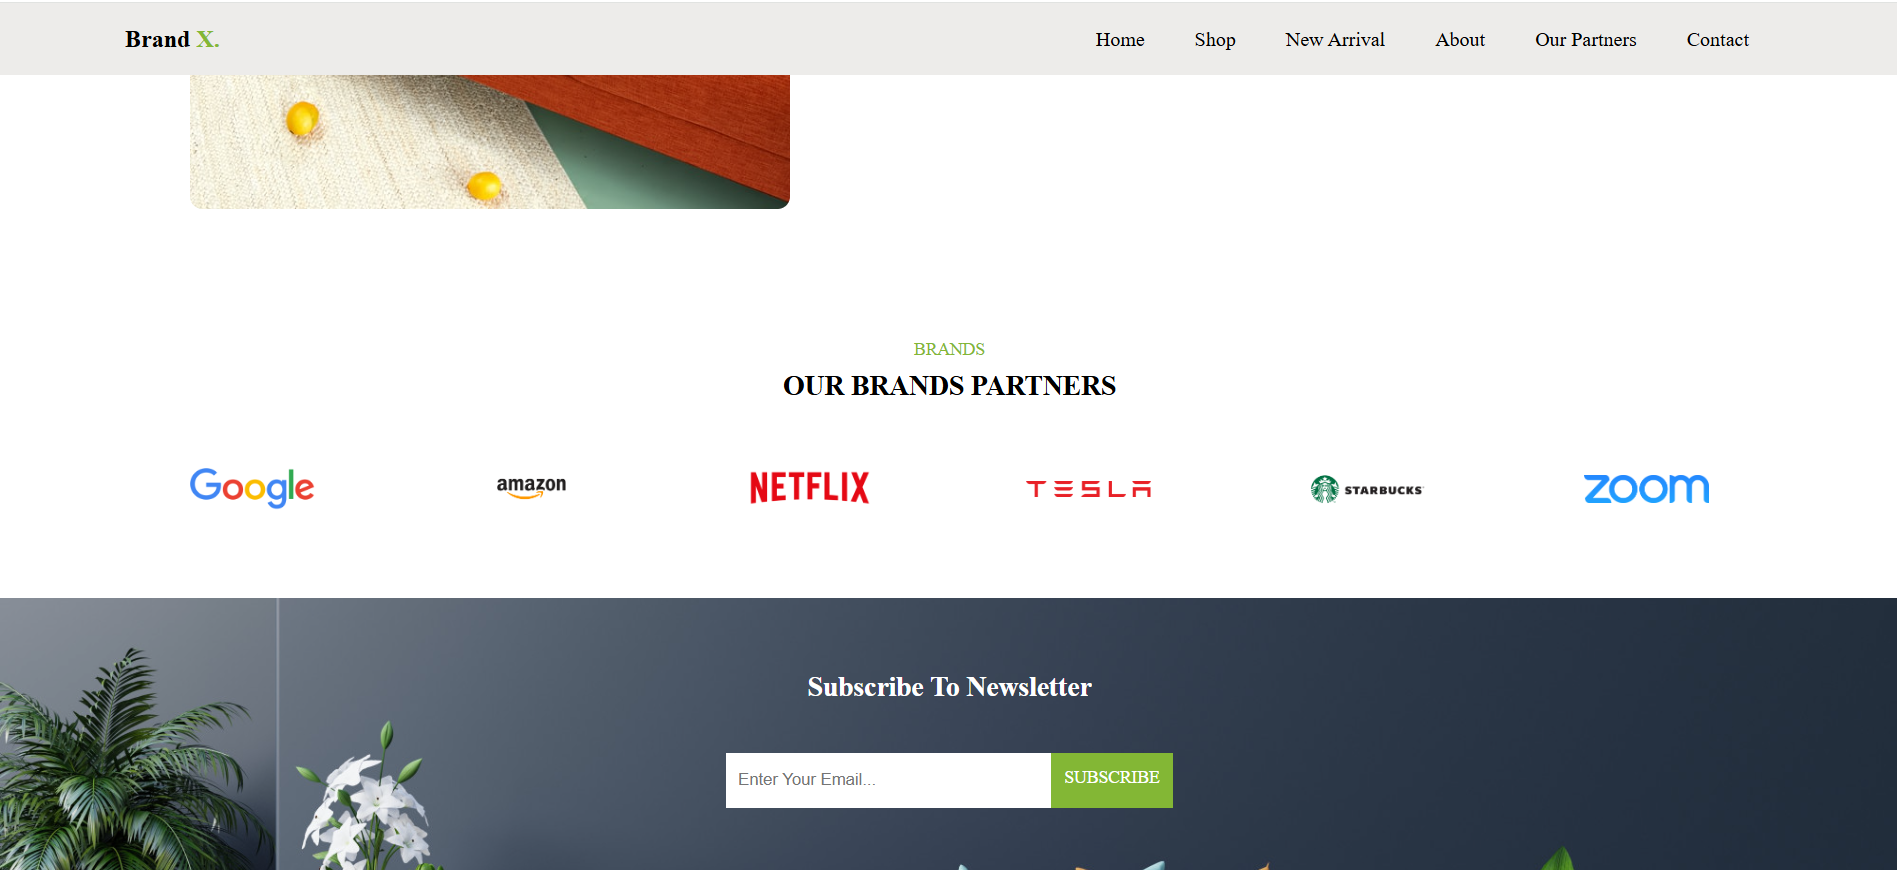 Brand X.
Home Shop New Arrival About Our Partners Contact
BRANDS
OUR BRANDS PARTNERS
Google amazon NETFLIX TESLA STARBUCKS zoom
Subscribe To Newsletter
Enter Your Email... SUBSCRIBE